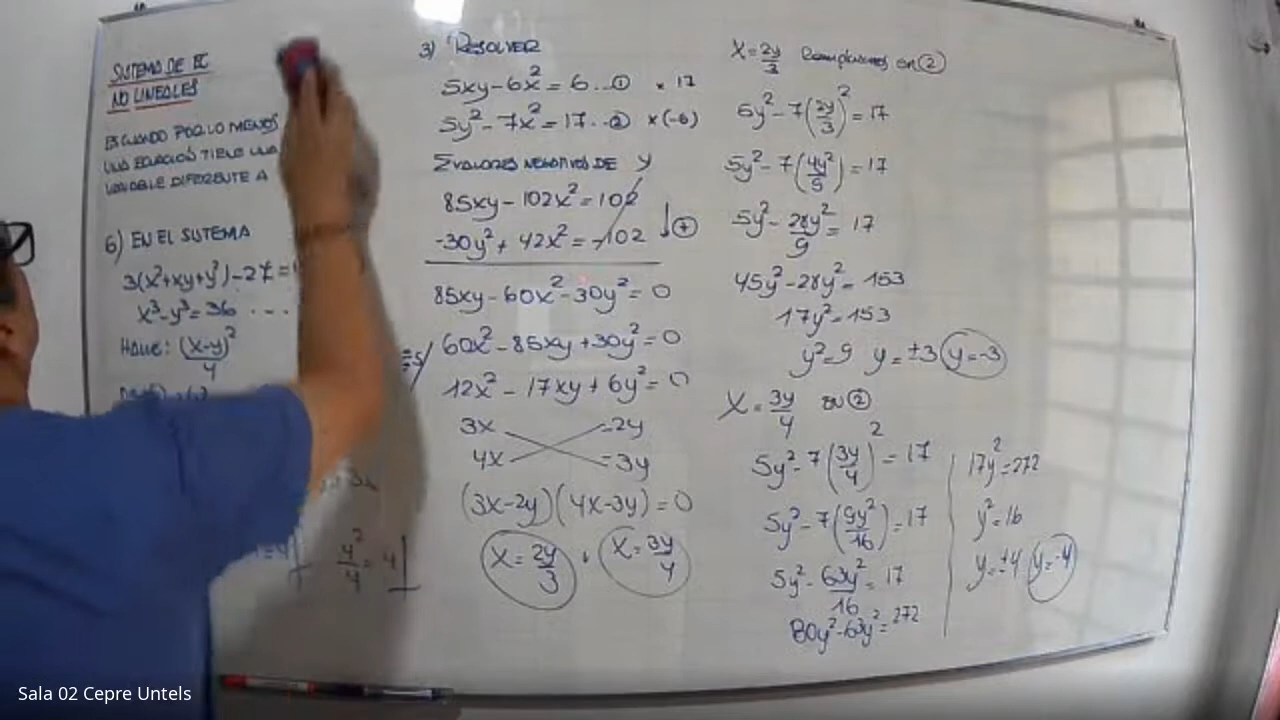 SISTEMA DE EC
NO LINEALES
ES CUANDO POR LO MENOS
UNA ECUACIÓN TIENE UNA
VARIABLE DIFERENTE A
6) EN EL SISTEMA
3(x²+xy+y²)-27=
x³-y³=36 ...
HALLE: (x-y)²/4
y²/4 = 4
3) RESOLVER
5xy-6x²=6...① × 17
5y²-7x²=17..② ×(-6)
Σ VALORES NEGATIVOS DE y
85xy-102x²=102
-30y²+42x²=-102 ↓ (+)
85xy-60x²-30y²=0
60x²-85xy+30y²=0
÷5/ 12x²-17xy+6y²=0
3x -2y
4x -3y
(3x-2y)(4x-3y)=0
x=2y/3 , x=3y/4
x=2y/3 Reemplazamos en ②
5y²-7(2y/3)²=17
5y²-7(4y²/9)=17
5y²-28y²/9=17
45y²-28y²=153
17y²=153
y²=9 y=±3 y=-3
x=3y/4 en ②
5y²-7(3y/4)²=17
5y²-7(9y²/16)=17
5y²-63y²/16=17
80y²-63y²=272
17y²=272
y²=16
y=±4 y=-4
Sala 02 Cepre Untels